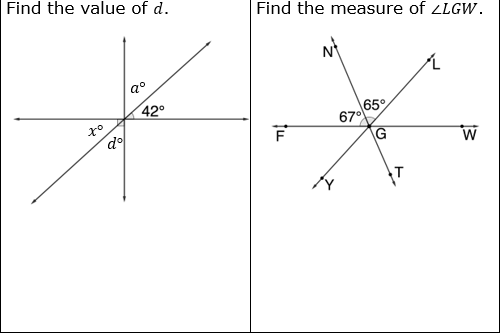 Find the value of d.
a°
42°
x°
d°
Find the measure of ∠LGW.
N
L
65°
67°
F
G
W
T
Y